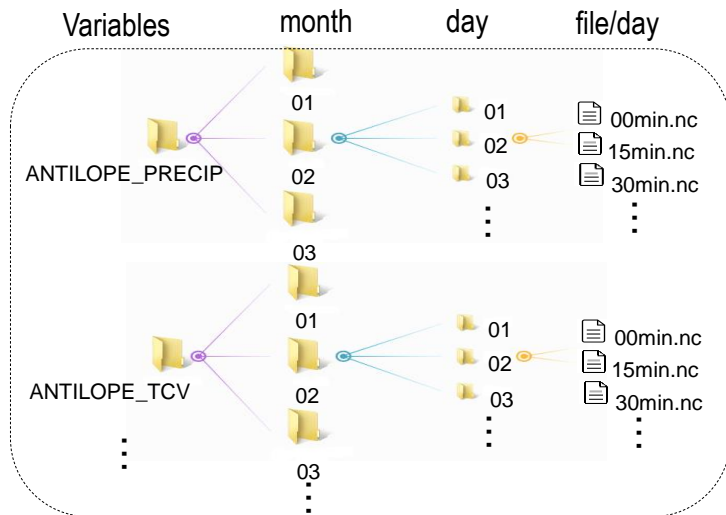 Variables month day file/day
01
01
00min.nc
02
15min.nc
ANTILOPE_PRECIP
02
03
30min.nc
03
01
01
00min.nc
02
15min.nc
ANTILOPE_TCV
02
03
30min.nc
03